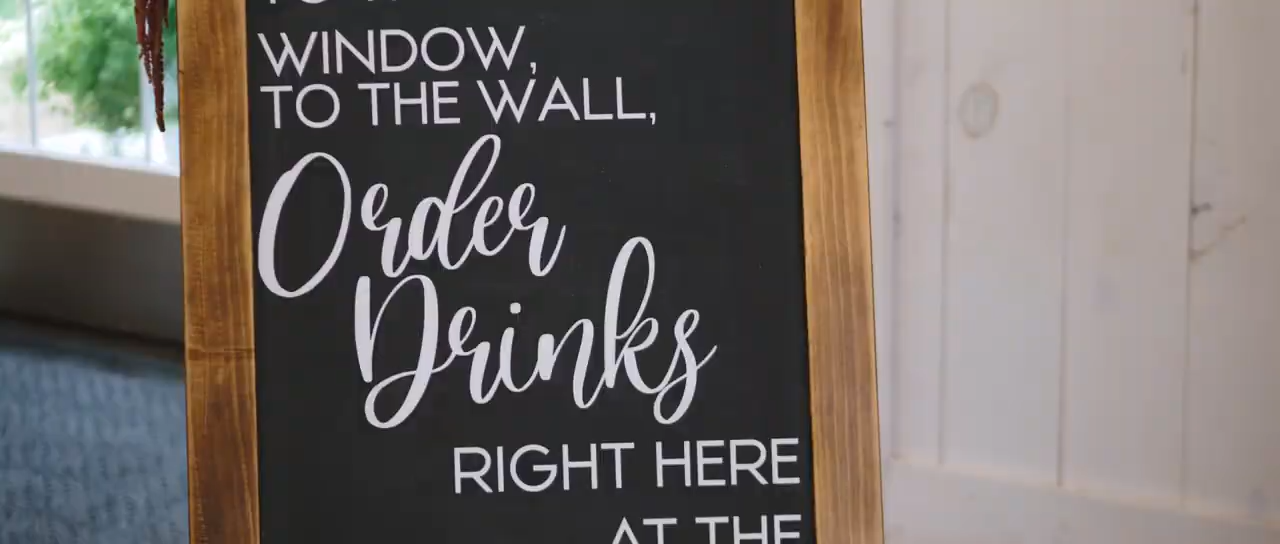 WINDOW,
TO THE WALL,
Order
Drinks
RIGHT HERE
AT THE